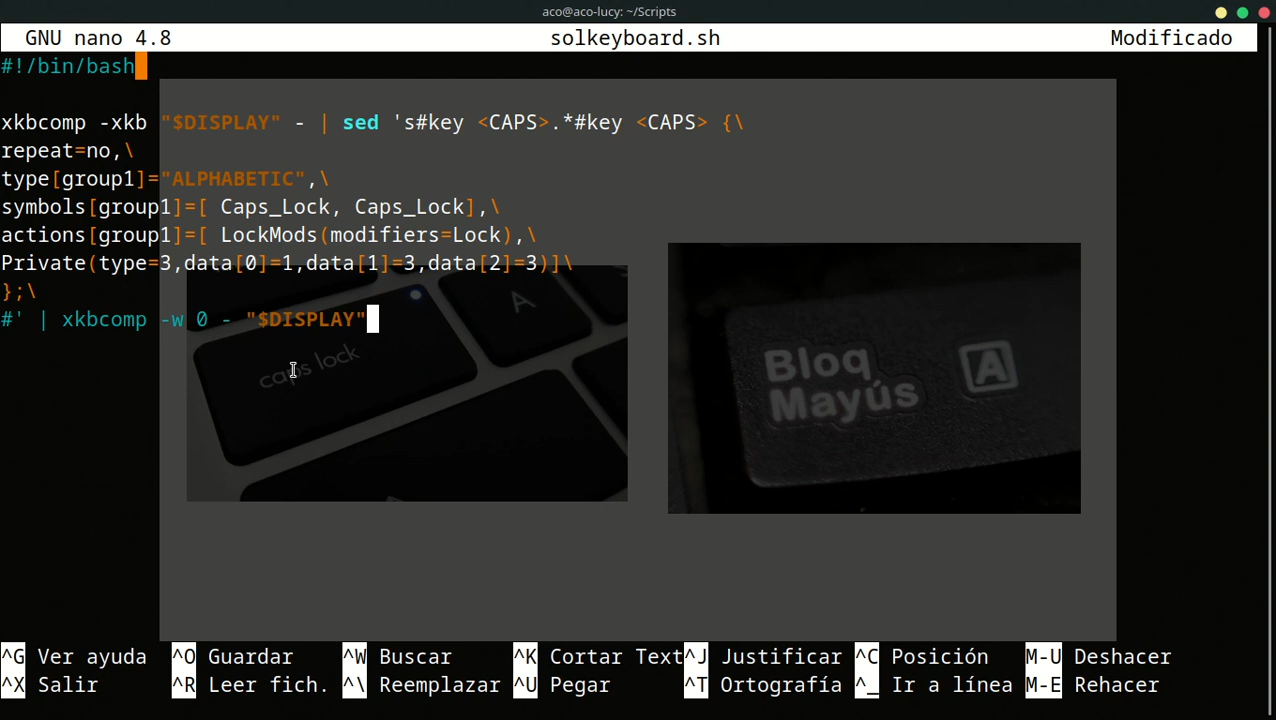 aco@aco-lucy: ~/Scripts
GNU nano 4.8 solkeyboard.sh Modificado
#!/bin/bash
xkbcomp -xkb "$DISPLAY" - | sed 's#key <CAPS>.*#key <CAPS> {\
repeat=no,\
type[group1]="ALPHABETIC",\
symbols[group1]=[ Caps_Lock, Caps_Lock],\
actions[group1]=[ LockMods(modifiers=Lock),\
Private(type=3,data[0]=1,data[1]=3,data[2]=3)]\
};\
#' | xkbcomp -w 0 - "$DISPLAY"
A
caps lock
Bloq
Mayús
A
^G Ver ayuda ^O Guardar ^W Buscar ^K Cortar Text ^J Justificar ^C Posición M-U Deshacer
^X Salir ^R Leer fich. ^\ Reemplazar ^U Pegar ^T Ortografía ^_ Ir a línea M-E Rehacer